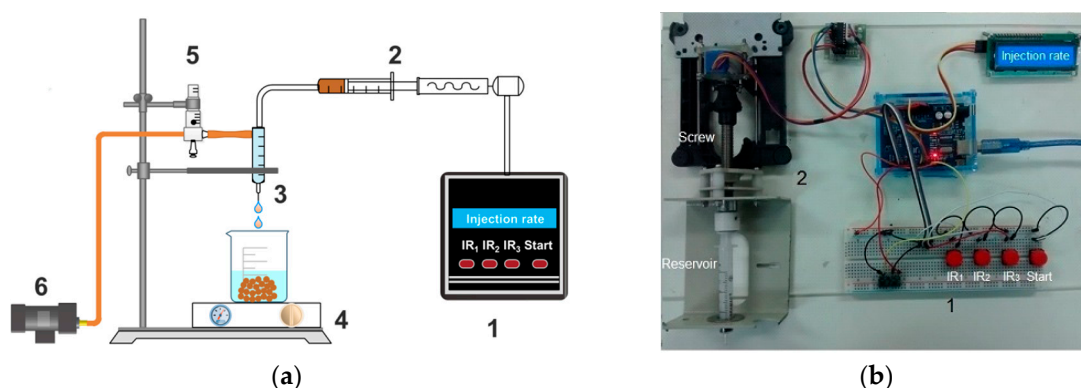 5
2
Injection rate
IR₁ IR₂ IR₃ Start
3
6
4
1
(a)
Injection rate
Screw
2
Reservoir
IR₁ IR₂ IR₃ Start
1
(b)